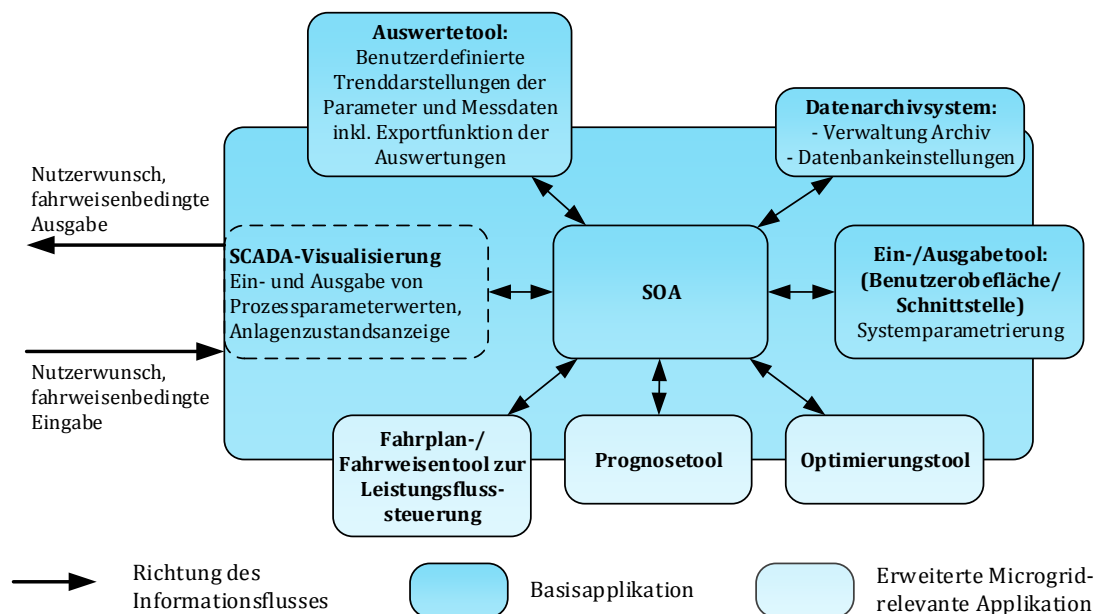 Auswertetool:
Benutzerdefinierte
Trenddarstellungen der
Parameter und Messdaten
inkl. Exportfunktion der
Auswertungen
Datenarchivsystem:
- Verwaltung Archiv
- Datenbankeinstellungen
Nutzerwunsch,
fahrweisenbedingte
Ausgabe
SCADA-Visualisierung
Ein- und Ausgabe von
Prozessparameterwerten,
Anlagenzustandsanzeige
SOA
Ein-/Ausgabetool:
(Benutzerobefläche/
Schnittstelle)
Systemparametrierung
Nutzerwunsch,
fahrweisenbedingte
Eingabe
Fahrplan-/
Fahrweisentool zur
Leistungsfluss-
steuerung
Prognosetool
Optimierungstool
Richtung des
Informationsflusses
Basisapplikation
Erweiterte Microgrid-
relevante Applikation